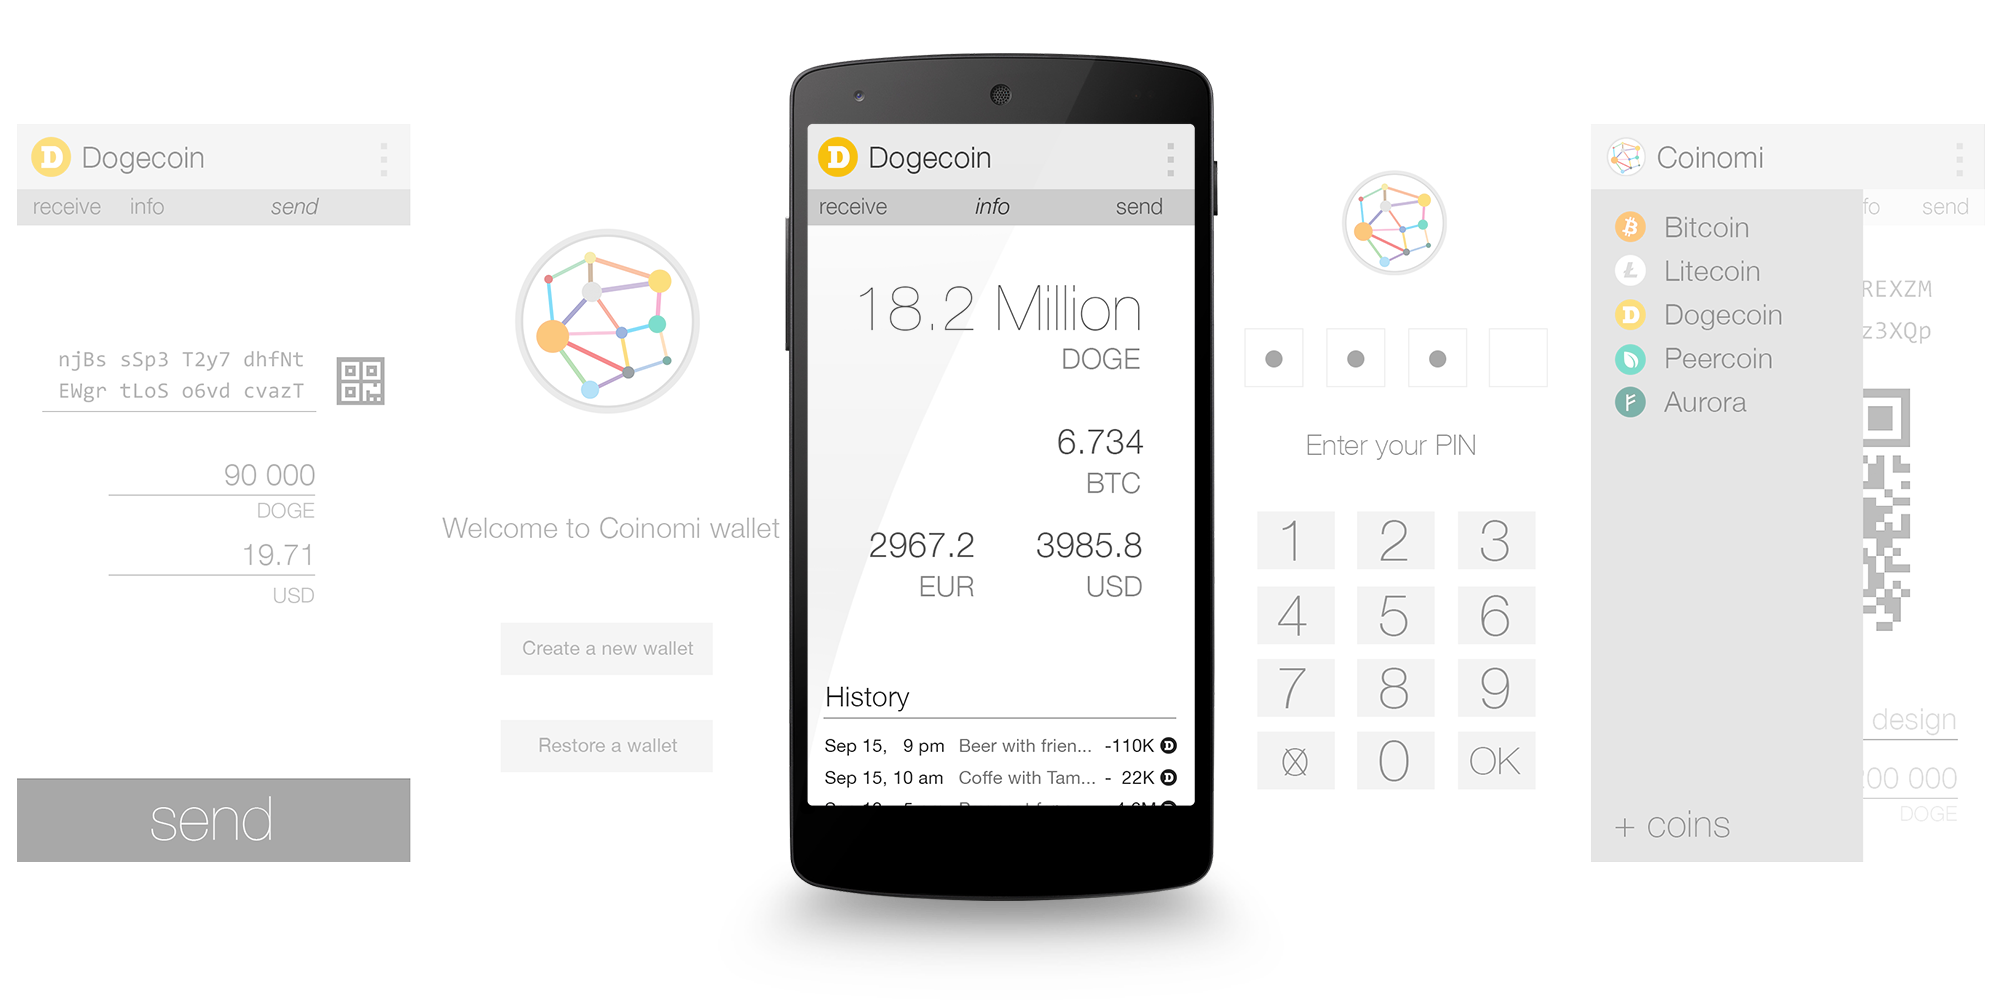 Dogecoin
receive info send
njBs sSp3 T2y7 dhfNt
EWgr tLoS o6vd cvazT
90 000
DOGE
19.71
USD
send
Welcome to Coinomi wallet
Create a new wallet
Restore a wallet
Dogecoin
receive info send
18.2 Million
DOGE
6.734
BTC
2967.2 3985.8
EUR USD
History
Sep 15, 9 pm Beer with frien... -110K
Sep 15, 10 am Coffe with Tam... - 22K
Enter your PIN
1 2 3
4 5 6
7 8 9
0 OK
Coinomi
fo send
Bitcoin
Litecoin
Dogecoin
Peercoin
Aurora
+ coins
REXZM
z3XQp
design
00 000
DOGE